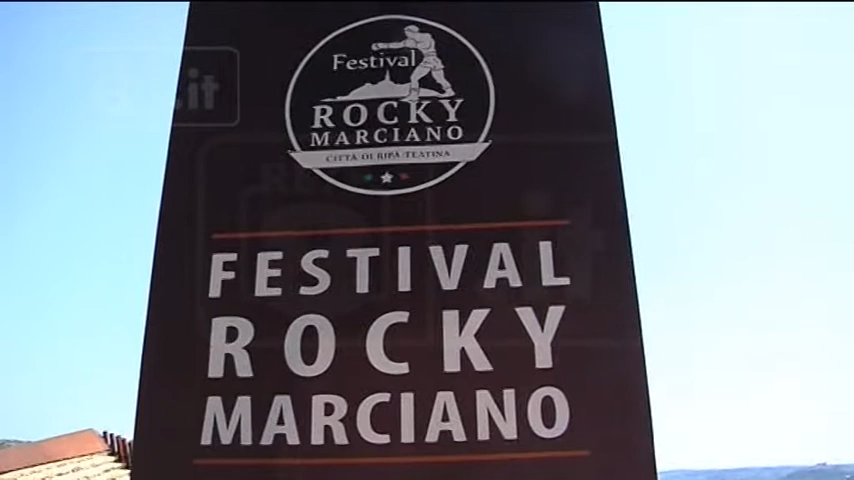 Festival
ROCKY
MARCIANO
CITTÀ DI RIPA TEATINA
FESTIVAL
ROCKY
MARCIANO